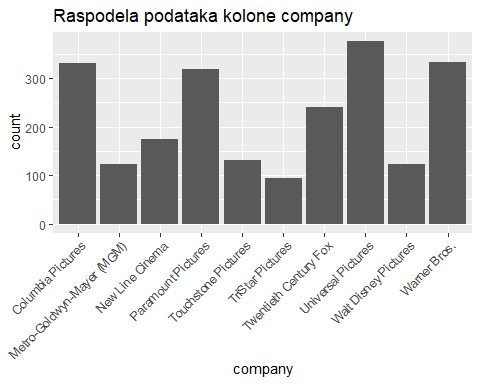 Raspodela podataka kolone company
count
300
200
100
0
Columbia Pictures
Metro-Goldwyn-Mayer (MGM)
New Line Cinema
Paramount Pictures
Touchstone Pictures
TriStar Pictures
Twentieth Century Fox
Universal Pictures
Walt Disney Pictures
Warner Bros.
company